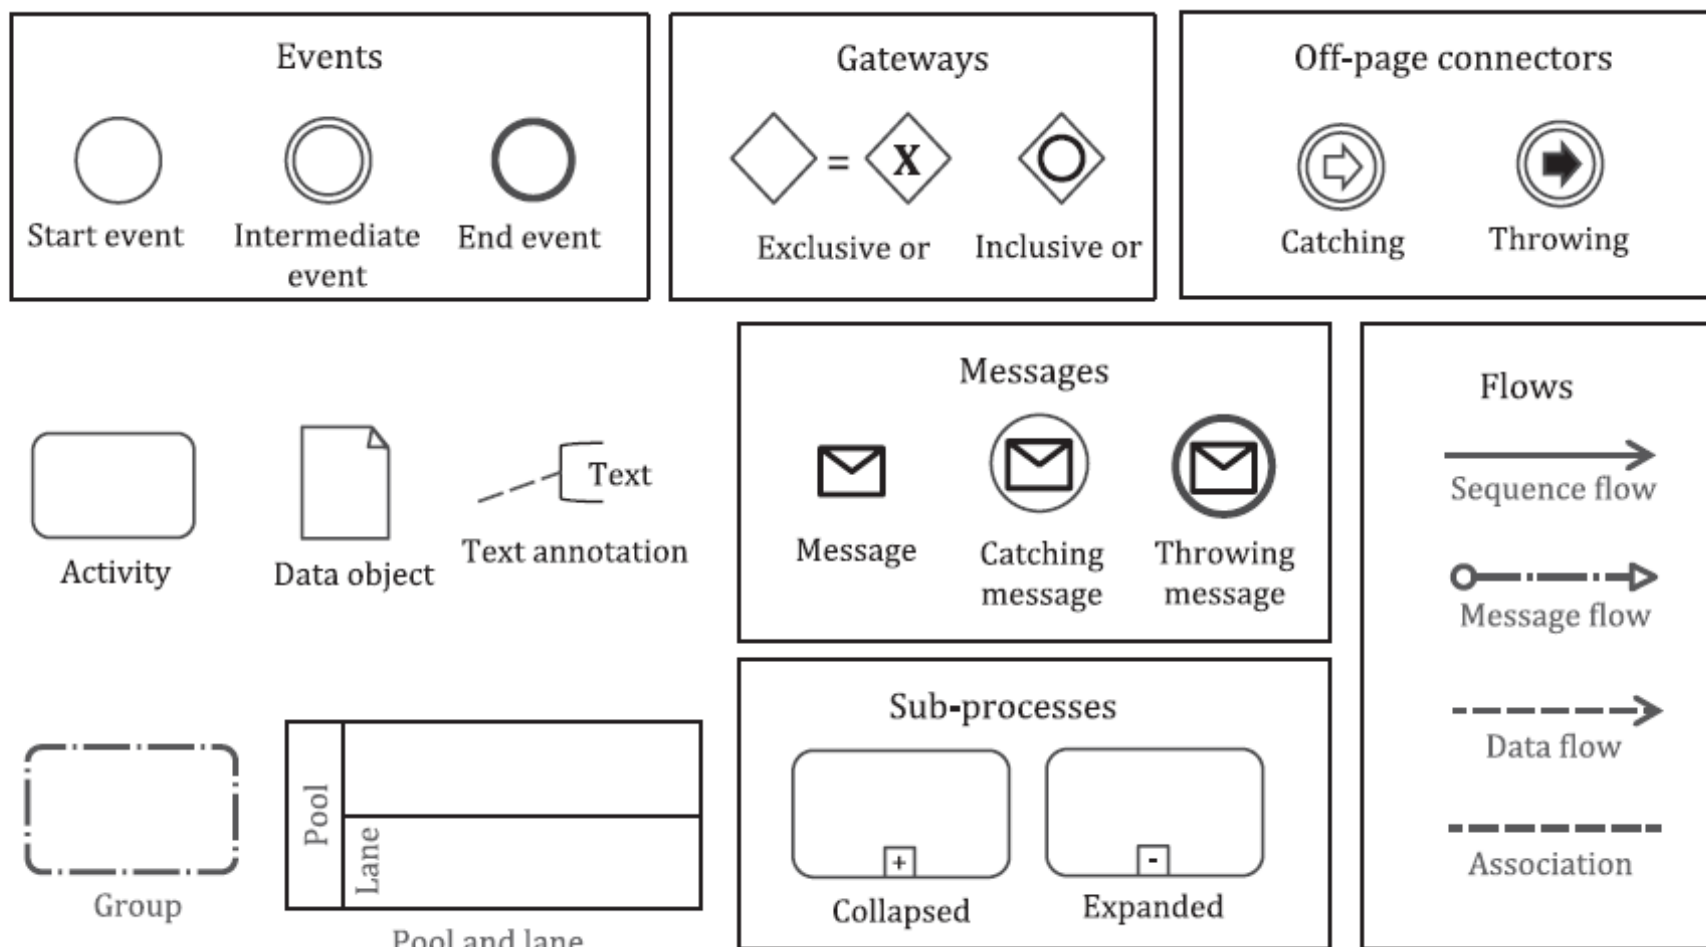 Events
Start event
Intermediate
event
End event
Gateways
=
X
Exclusive or
Inclusive or
Off-page connectors
Catching
Throwing
Activity
Data object
Text
Text annotation
Messages
Message
Catching
message
Throwing
message
Flows
Sequence flow
Message flow
Data flow
Association
Group
Pool
Lane
Pool and lane
Sub-processes
+
Collapsed
-
Expanded